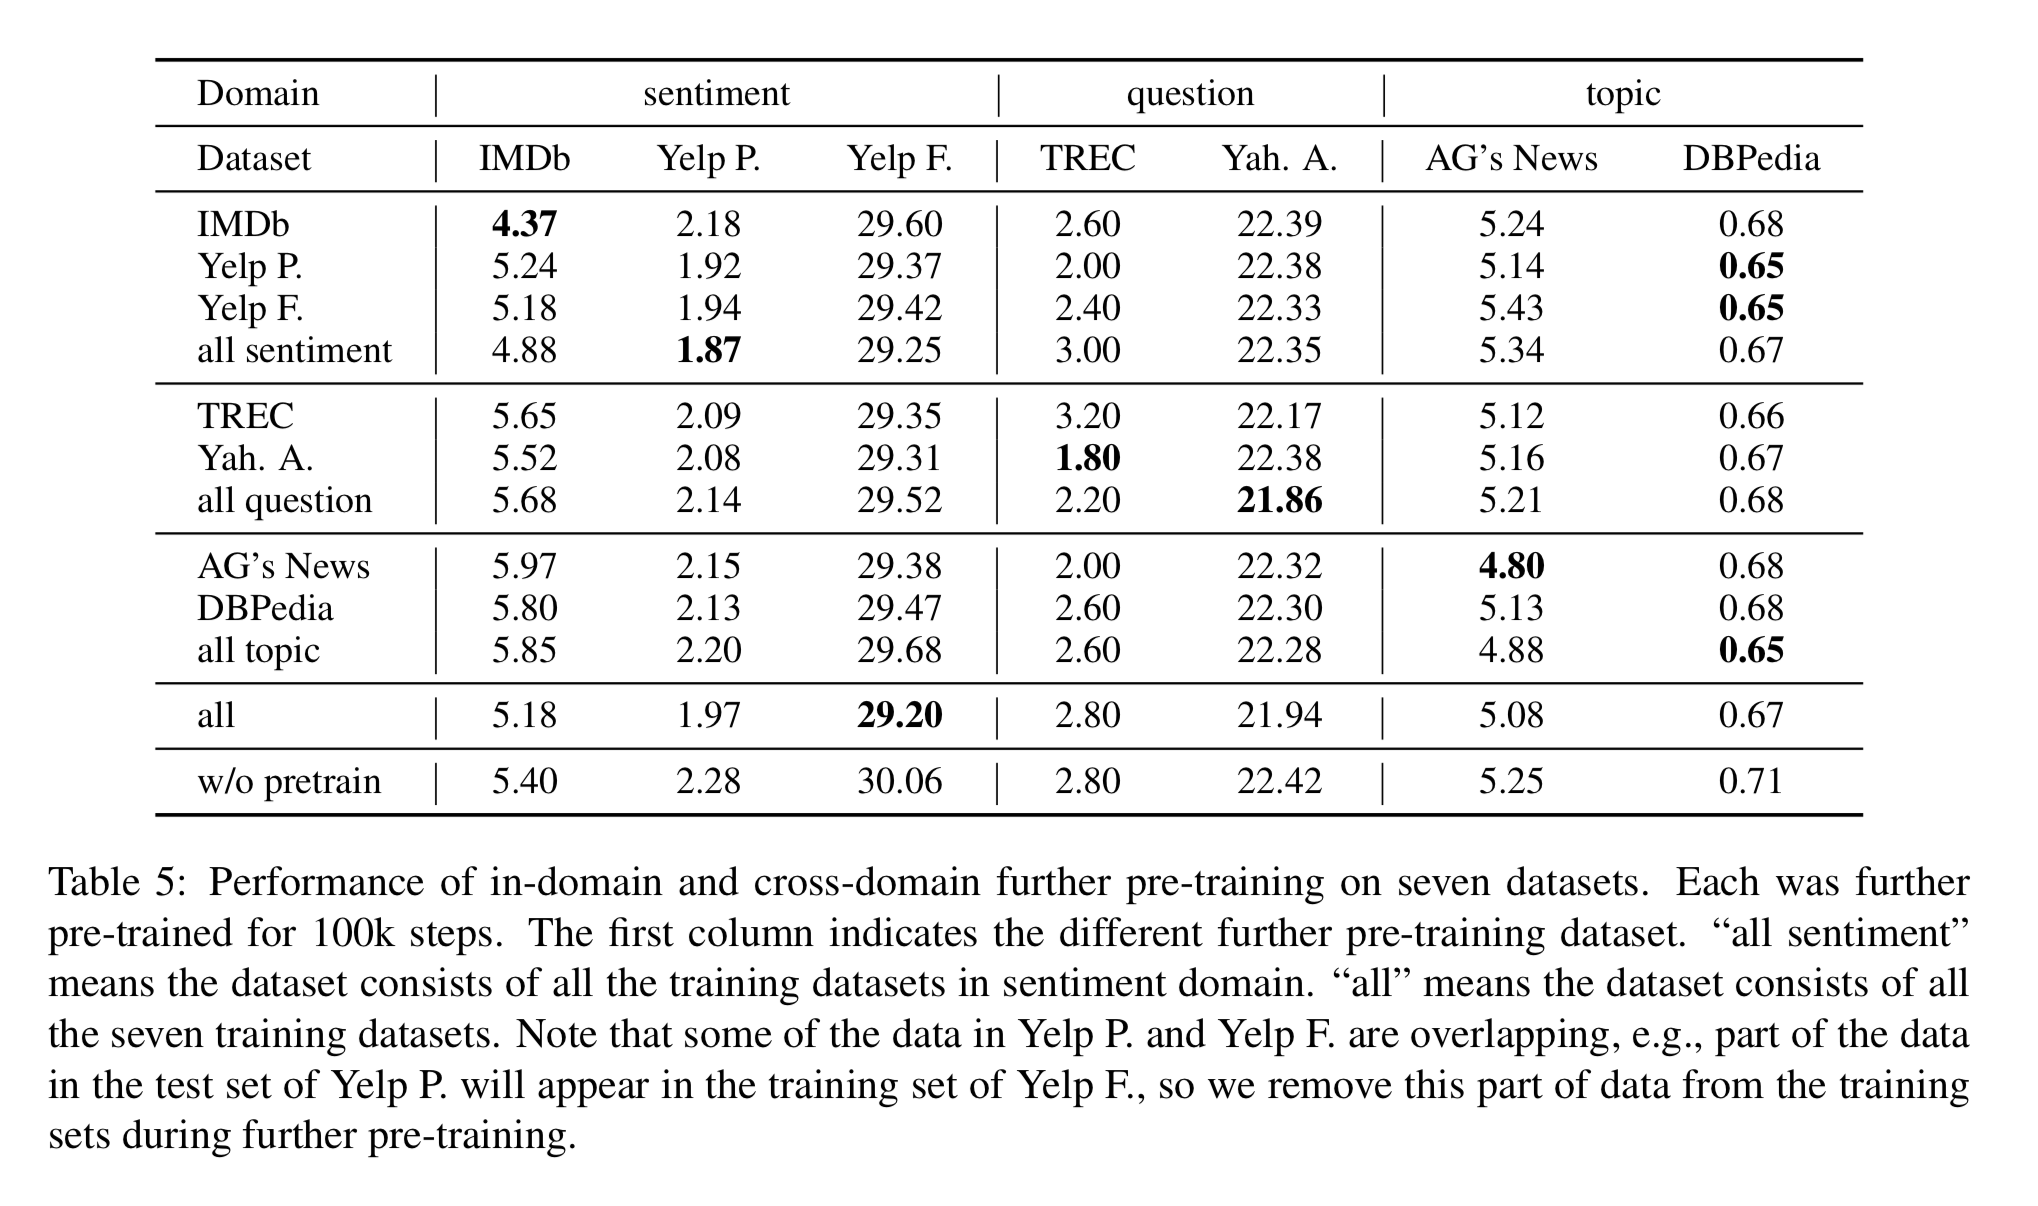 Domain sentiment question topic
Dataset IMDb Yelp P. Yelp F. TREC Yah. A. AG’s News DBPedia
IMDb 4.37 2.18 29.60 2.60 22.39 5.24 0.68
Yelp P. 5.24 1.92 29.37 2.00 22.38 5.14 0.65
Yelp F. 5.18 1.94 29.42 2.40 22.33 5.43 0.65
all sentiment 4.88 1.87 29.25 3.00 22.35 5.34 0.67
TREC 5.65 2.09 29.35 3.20 22.17 5.12 0.66
Yah. A. 5.52 2.08 29.31 1.80 22.38 5.16 0.67
all question 5.68 2.14 29.52 2.20 21.86 5.21 0.68
AG’s News 5.97 2.15 29.38 2.00 22.32 4.80 0.68
DBPedia 5.80 2.13 29.47 2.60 22.30 5.13 0.68
all topic 5.85 2.20 29.68 2.60 22.28 4.88 0.65
all 5.18 1.97 29.20 2.80 21.94 5.08 0.67
w/o pretrain 5.40 2.28 30.06 2.80 22.42 5.25 0.71
Table 5: Performance of in-domain and cross-domain further pre-training on seven datasets. Each was further
pre-trained for 100k steps. The first column indicates the different further pre-training dataset. “all sentiment”
means the dataset consists of all the training datasets in sentiment domain. “all” means the dataset consists of all
the seven training datasets. Note that some of the data in Yelp P. and Yelp F. are overlapping, e.g., part of the data
in the test set of Yelp P. will appear in the training set of Yelp F., so we remove this part of data from the training
sets during further pre-training.